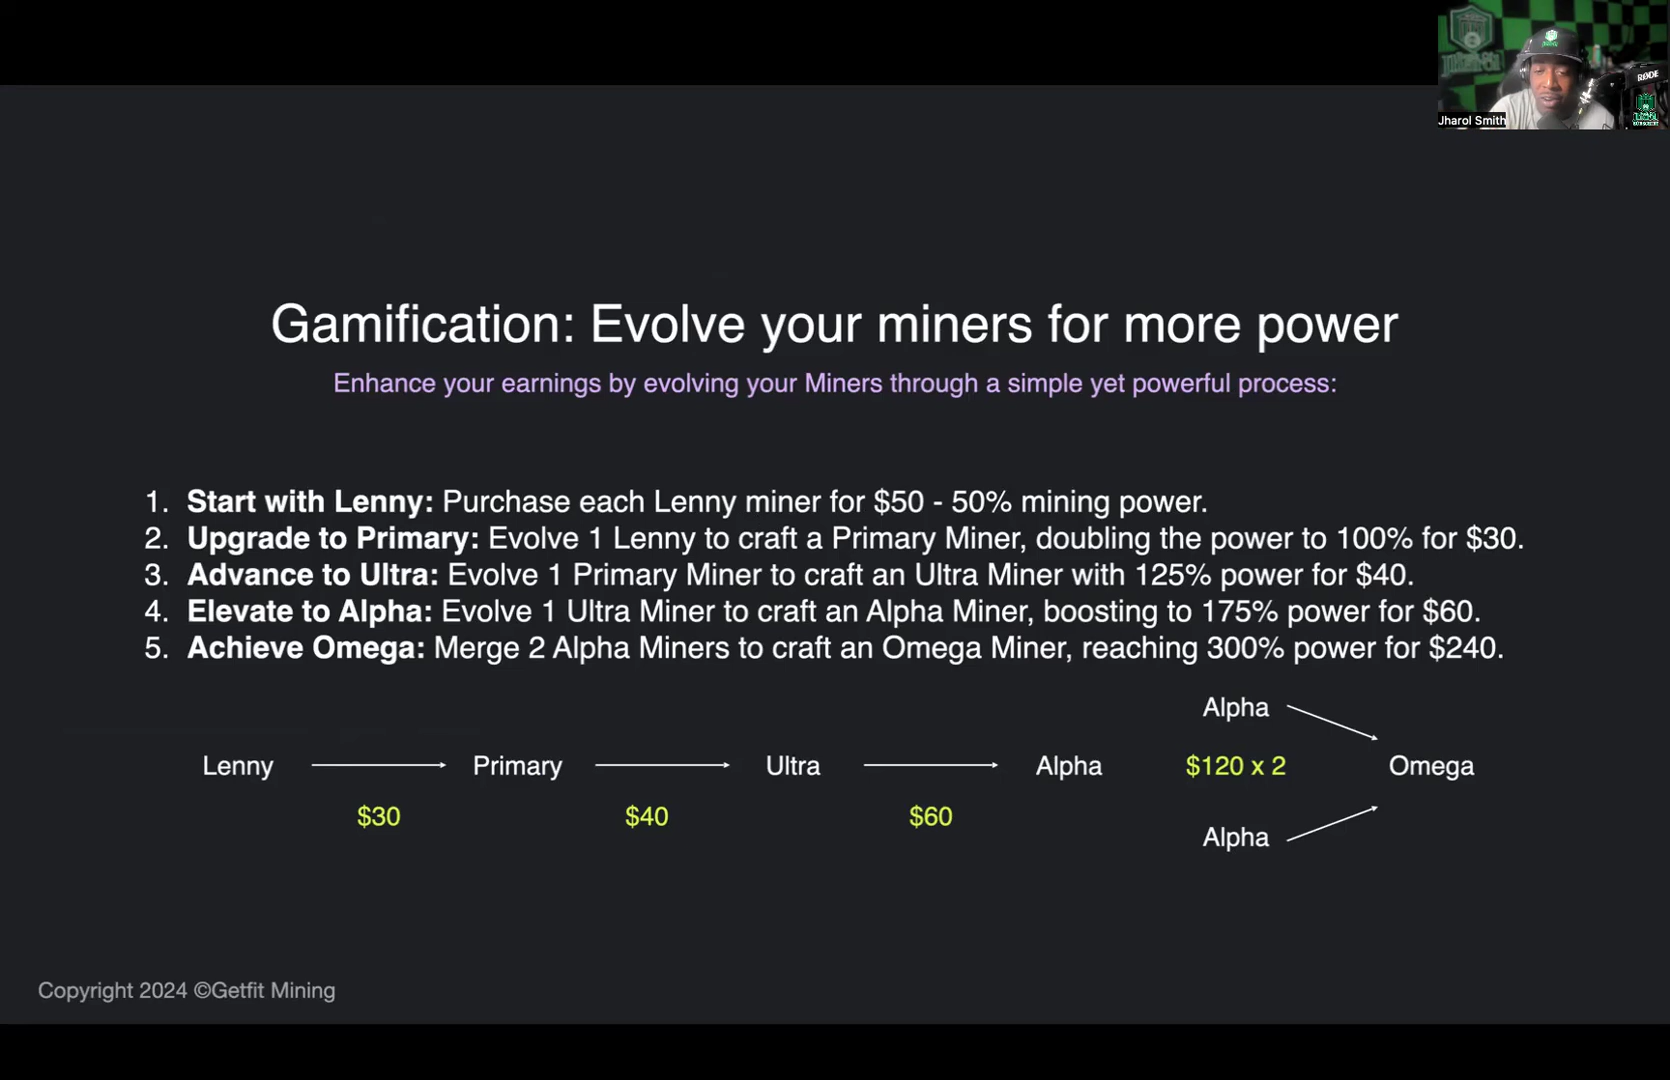 RØDE
Jharol Smith
Gamification: Evolve your miners for more power
Enhance your earnings by evolving your Miners through a simple yet powerful process:
1. Start with Lenny: Purchase each Lenny miner for $50 - 50% mining power.
2. Upgrade to Primary: Evolve 1 Lenny to craft a Primary Miner, doubling the power to 100% for $30.
3. Advance to Ultra: Evolve 1 Primary Miner to craft an Ultra Miner with 125% power for $40.
4. Elevate to Alpha: Evolve 1 Ultra Miner to craft an Alpha Miner, boosting to 175% power for $60.
5. Achieve Omega: Merge 2 Alpha Miners to craft an Omega Miner, reaching 300% power for $240.
Alpha
Lenny Primary Ultra Alpha $120 x 2 Omega
$30 $40 $60
Alpha
Copyright 2024 ©Getfit Mining